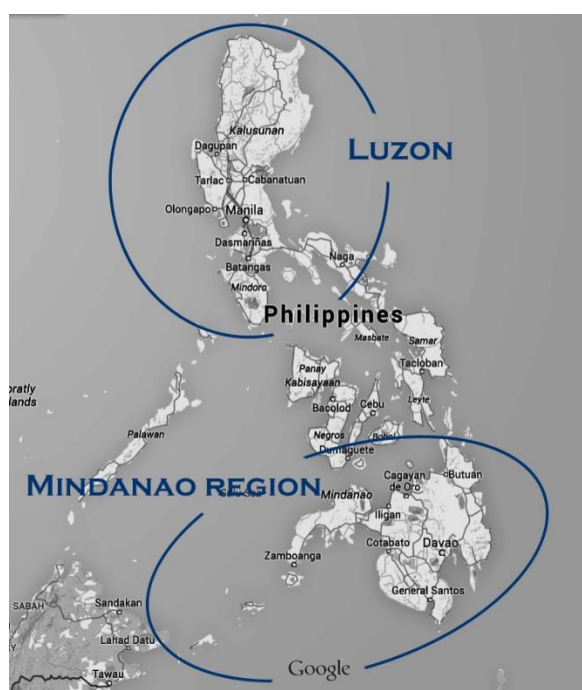 Kalusunan
LUZON
Dagupan
Tarlac
Cabanatuan
Olongapo
Manila
Dasmariñas
Naga
Batangas
Mindoro
Philippines
Masbate
Samar
Panay
Tacloban
Kabisayaan
oratly
lands
Bacolod
Cebu
Leyte
Palawan
Negros
Bohol
Dumaguete
MINDANAO REGION
Cagayan
de Oro
Butuan
Mindanao
Iligan
Cotabato
Davao
Zamboanga
General Santos
SABAH
Sandakan
Lahad Datu
Google
Tawau